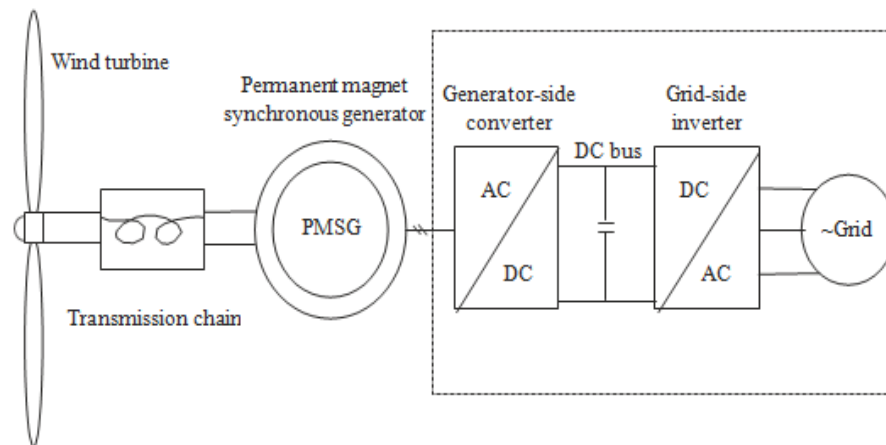 Wind turbine
Permanent magnet
synchronous generator
Generator-side
converter
Grid-side
inverter
DC bus
AC
DC
DC
AC
PMSG
~Grid
Transmission chain